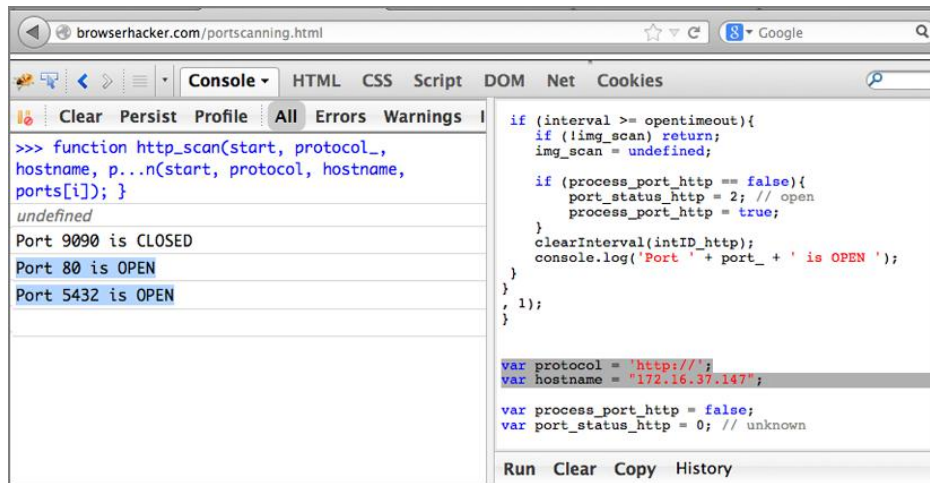 browserhacker.com/portscanning.html
Google
Console HTML CSS Script DOM Net Cookies
Clear Persist Profile All Errors Warnings
>>> function http_scan(start, protocol_,
hostname, p...n(start, protocol, hostname,
ports[i]); }
undefined
Port 9090 is CLOSED
Port 80 is OPEN
Port 5432 is OPEN
if (interval >= opentimeout){
if (!img_scan) return;
img_scan = undefined;
if (process_port_http == false){
port_status_http = 2; // open
process_port_http = true;
}
clearInterval(intID_http);
console.log('Port ' + port_ + ' is OPEN ');
}
}
, 1);
}
var protocol = 'http://';
var hostname = "172.16.37.147";
var process_port_http = false;
var port_status_http = 0; // unknown
Run Clear Copy History